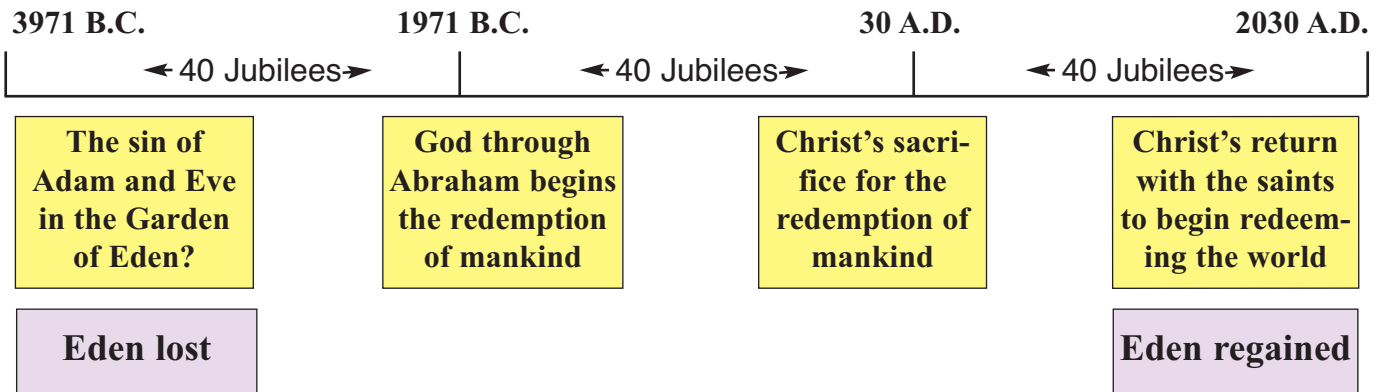 3971 B.C. 1971 B.C. 30 A.D. 2030 A.D.
40 Jubilees 40 Jubilees 40 Jubilees
The sin of
Adam and Eve
in the Garden
of Eden?
God through
Abraham begins
the redemption
of mankind
Christ's sacri-
fice for the
redemption of
mankind
Christ's return
with the saints
to begin redeem-
ing the world
Eden lost
Eden regained